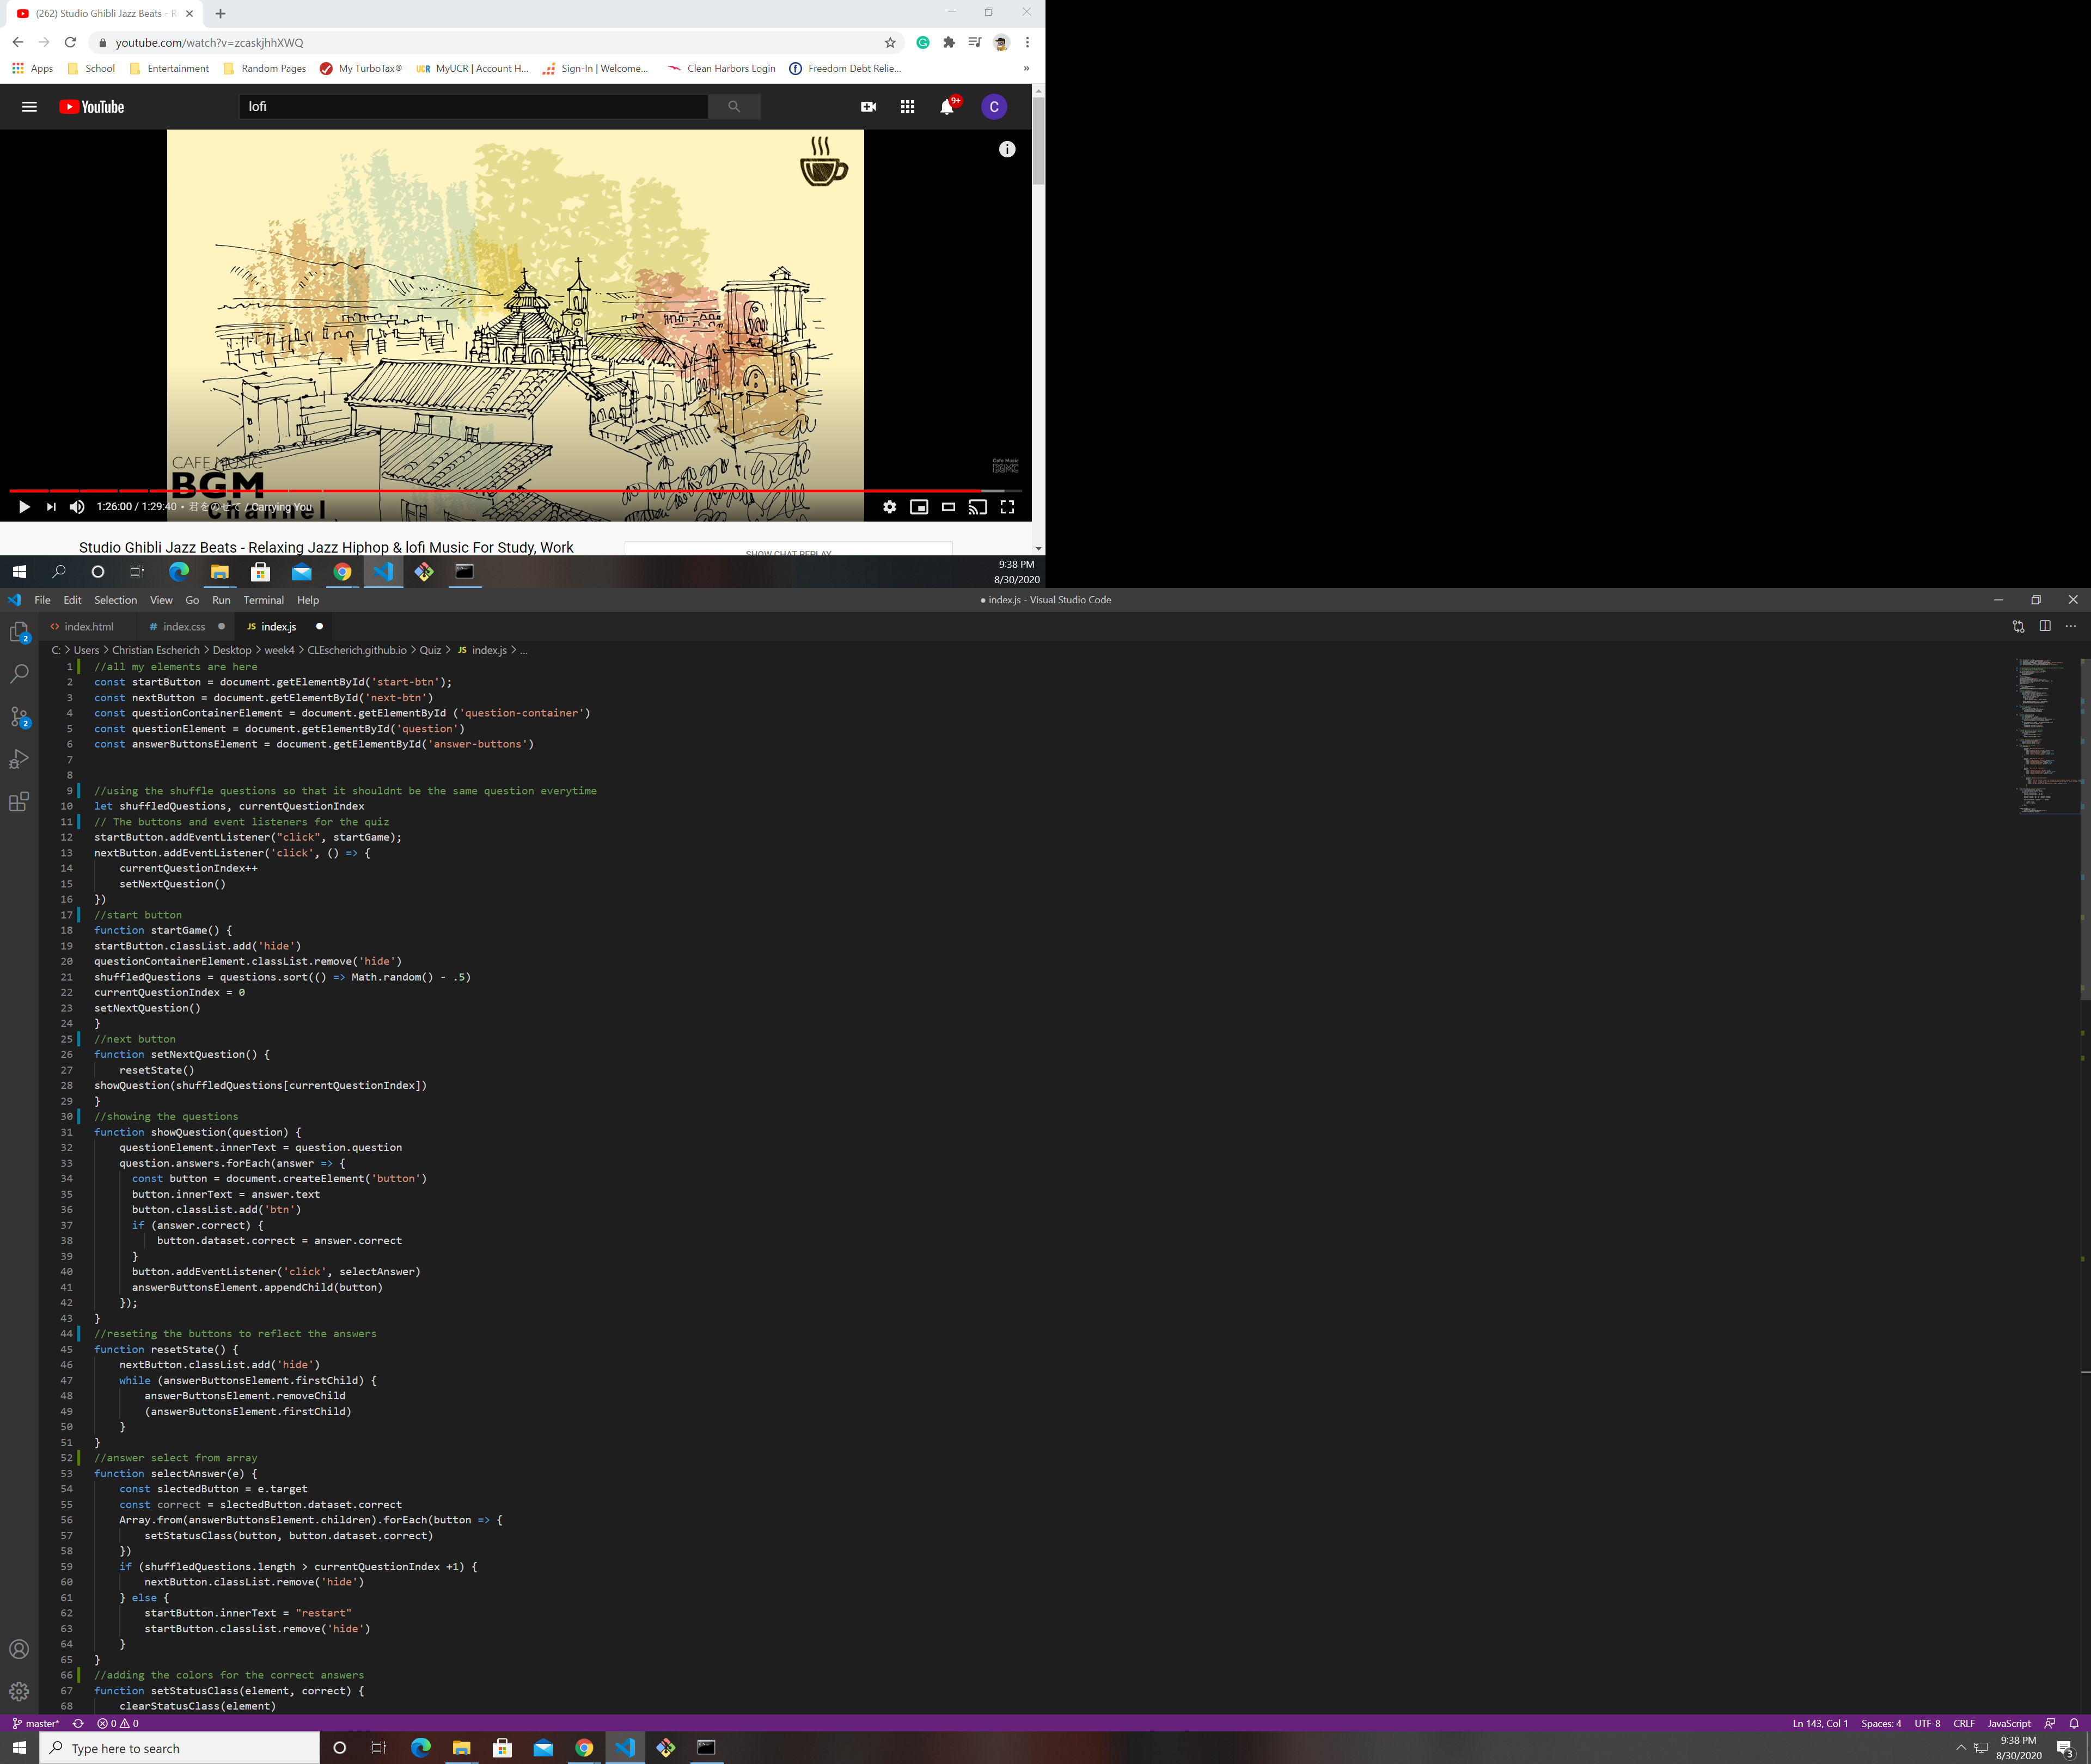 (262) Studio Ghibli Jazz Beats - R
youtube.com/watch?v=zcaskjhhXWQ
Apps School Entertainment Random Pages My TurboTax® UCR MyUCR | Account H... Sign-In | Welcome... Clean Harbors Login Freedom Debt Relie... »
YouTube lofi 9+ C
CAFE MUSIC
BGM
channel
Cafe Music
1:26:00 / 1:29:40 • 君をのせて / Carrying You
Studio Ghibli Jazz Beats - Relaxing Jazz Hiphop & lofi Music For Study, Work
SHOW CHAT REPLAY
9:38 PM
8/30/2020
File Edit Selection View Go Run Terminal Help ● index.js - Visual Studio Code
index.html # index.css ● JS index.js ●
C: > Users > Christian Escherich > Desktop > week4 > CLEscherich.github.io > Quiz > JS index.js > ...
2
2
1 //all my elements are here
2 const startButton = document.getElementById('start-btn');
3 const nextButton = document.getElementById('next-btn')
4 const questionContainerElement = document.getElementById ('question-container')
5 const questionElement = document.getElementById('question')
6 const answerButtonsElement = document.getElementById('answer-buttons')
7
8
9 //using the shuffle questions so that it shouldnt be the same question everytime
10 let shuffledQuestions, currentQuestionIndex
11 // The buttons and event listeners for the quiz
12 startButton.addEventListener("click", startGame);
13 nextButton.addEventListener('click', () => {
14 currentQuestionIndex++
15 setNextQuestion()
16 })
17 //start button
18 function startGame() {
19 startButton.classList.add('hide')
20 questionContainerElement.classList.remove('hide')
21 shuffledQuestions = questions.sort(() => Math.random() - .5)
22 currentQuestionIndex = 0
23 setNextQuestion()
24 }
25 //next button
26 function setNextQuestion() {
27 resetState()
28 showQuestion(shuffledQuestions[currentQuestionIndex])
29 }
30 //showing the questions
31 function showQuestion(question) {
32 questionElement.innerText = question.question
33 question.answers.forEach(answer => {
34 const button = document.createElement('button')
35 button.innerText = answer.text
36 button.classList.add('btn')
37 if (answer.correct) {
38 button.dataset.correct = answer.correct
39 }
40 button.addEventListener('click', selectAnswer)
41 answerButtonsElement.appendChild(button)
42 });
43 }
44 //reseting the buttons to reflect the answers
45 function resetState() {
46 nextButton.classList.add('hide')
47 while (answerButtonsElement.firstChild) {
48 answerButtonsElement.removeChild
49 (answerButtonsElement.firstChild)
50 }
51 }
52 //answer select from array
53 function selectAnswer(e) {
54 const slectedButton = e.target
55 const correct = slectedButton.dataset.correct
56 Array.from(answerButtonsElement.children).forEach(button => {
57 setStatusClass(button, button.dataset.correct)
58 })
59 if (shuffledQuestions.length > currentQuestionIndex +1) {
60 nextButton.classList.remove('hide')
61 } else {
62 startButton.innerText = "restart"
63 startButton.classList.remove('hide')
64 }
65 }
66 //adding the colors for the correct answers
67 function setStatusClass(element, correct) {
68 clearStatusClass(element)
master* 0 0 Ln 143, Col 1 Spaces: 4 UTF-8 CRLF JavaScript
Type here to search
9:38 PM
8/30/2020
3